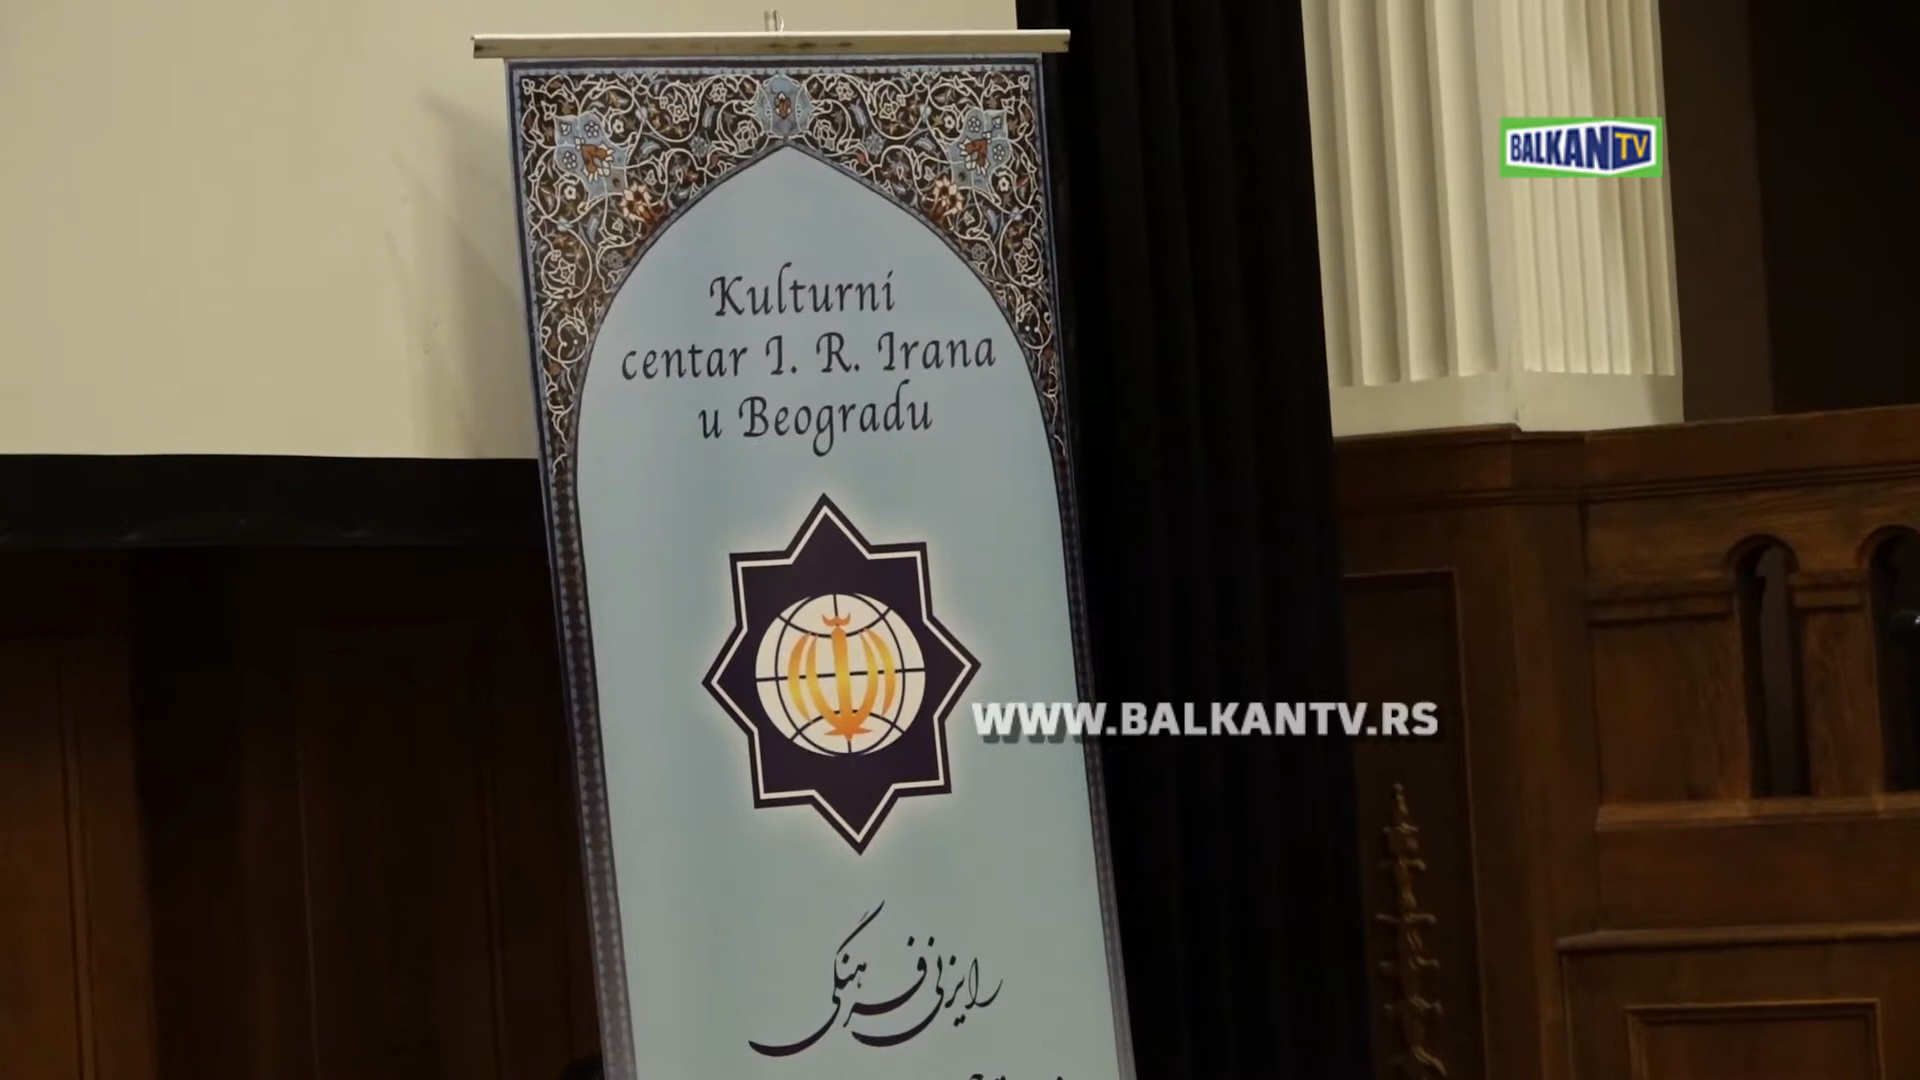 BALKAN TV
Kulturni
centar I. R. Irana
u Beogradu
WWW.BALKANTV.RS
رایزنی فرهنگی